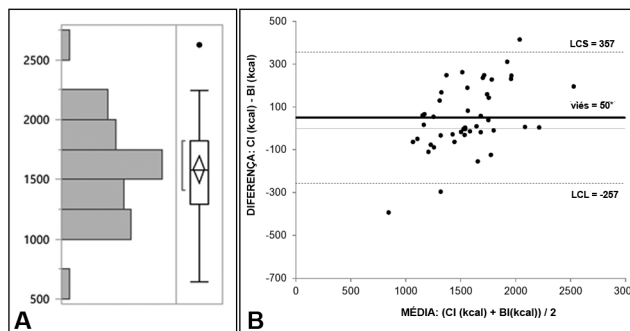 2500
2000
1500
1000
500
A
DIFERENÇA: CI (kcal) - BI (kcal)
500
300
100
-100
-300
-500
-700
LCS = 357
viés = 50*
LCL = -257
0
500
1000
1500
2000
2500
3000
MÉDIA: (CI (kcal) + BI(kcal)) / 2
B